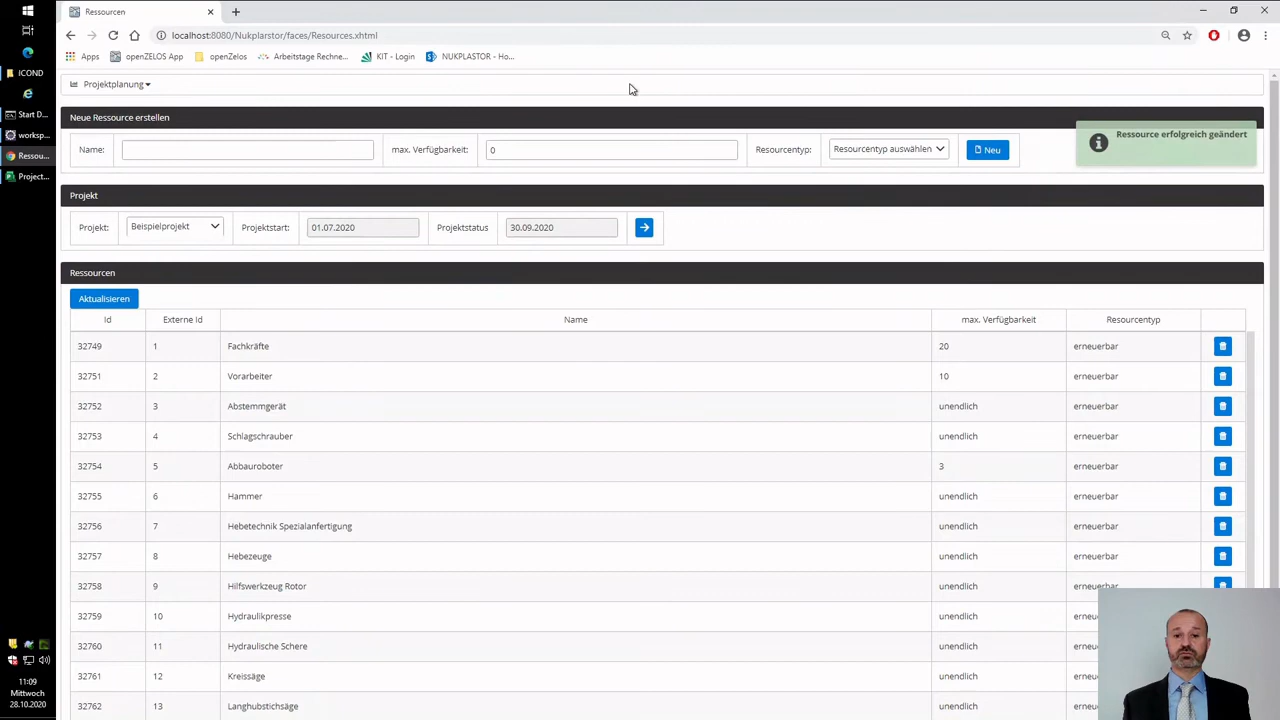 Ressourcen
localhost:8080/Nukplarstor/faces/Resources.xhtml
Apps openZELOS App openZelos Arbeitstage Rechne... KIT - Login NUKPLASTOR - Ho...
ICOND
Start D...
worksp...
Ressou...
Project...
Projektplanung
Neue Ressource erstellen
Name: max. Verfügbarkeit: 0 Resourcentyp: Resourcentyp auswählen Neu
Ressource erfolgreich geändert
Projekt
Projekt: Beispielprojekt Projektstart: 01.07.2020 Projektstatus 30.09.2020
Ressourcen
Aktualisieren
Id Externe Id Name max. Verfügbarkeit Resourcentyp
32749 1 Fachkräfte 20 erneuerbar
32751 2 Vorarbeiter 10 erneuerbar
32752 3 Abstemmgerät unendlich erneuerbar
32753 4 Schlagschrauber unendlich erneuerbar
32754 5 Abbauroboter 3 erneuerbar
32755 6 Hammer unendlich erneuerbar
32756 7 Hebetechnik Spezialanfertigung unendlich erneuerbar
32757 8 Hebezeuge unendlich erneuerbar
32758 9 Hilfswerkzeug Rotor unendlich erneuerbar
32759 10 Hydraulikpresse unendlich
32760 11 Hydraulische Schere unendlich
32761 12 Kreissäge unendlich
32762 13 Langhubstichsäge unendlich
11:09
Mittwoch
28.10.2020